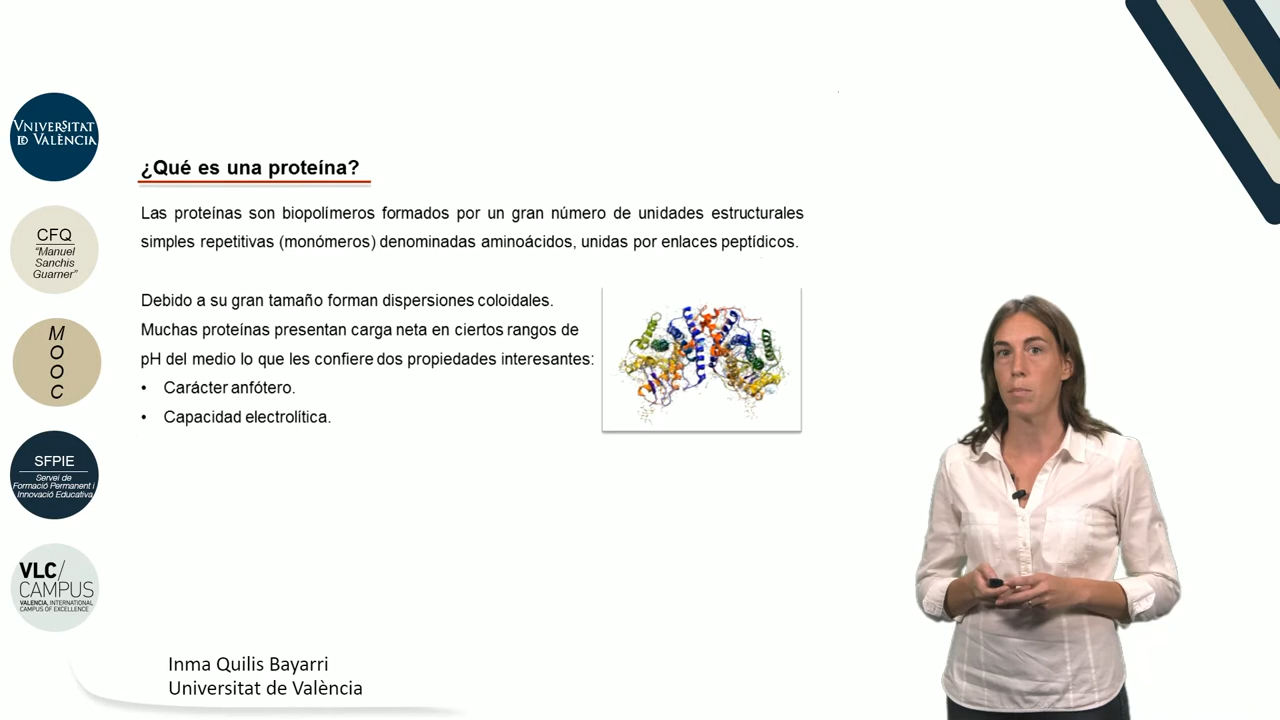 VNIVERSITAT
ID VALÈNCIA
CFQ
“Manuel
Sanchis
Guarner”
M
O
O
C
SFPIE
Servei de
Formació Permanent i
Innovació Educativa
VLC/
CAMPUS
VALENCIA, INTERNATIONAL
CAMPUS OF EXCELLENCE
¿Qué es una proteína?
Las proteínas son biopolímeros formados por un gran número de unidades estructurales
simples repetitivas (monómeros) denominadas aminoácidos, unidas por enlaces peptídicos.
Debido a su gran tamaño forman dispersiones coloidales.
Muchas proteínas presentan carga neta en ciertos rangos de
pH del medio lo que les confiere dos propiedades interesantes:
• Carácter anfótero.
• Capacidad electrolítica.
Inma Quilis Bayarri
Universitat de València